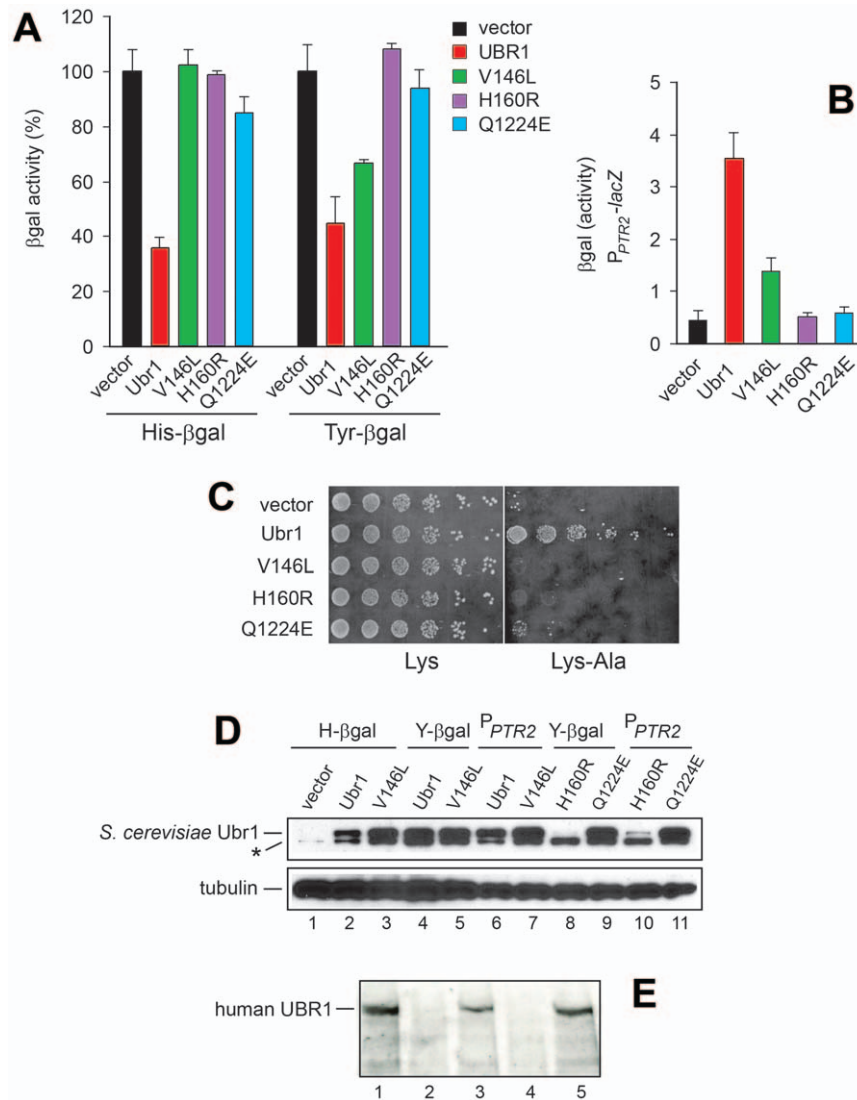 A
βgal activity (%)
120
100
80
60
40
20
0
vector
Ubr1
V146L
H160R
Q1224E
vector
Ubr1
V146L
H160R
Q1224E
His-βgal
Tyr-βgal
vector
UBR1
V146L
H160R
Q1224E
B
βgal (activity)
P_PTR2-lacZ
5
4
3
2
1
0
vector
Ubr1
V146L
H160R
Q1224E
C
vector
Ubr1
V146L
H160R
Q1224E
Lys
Lys-Ala
D
H-βgal
Y-βgal
P_PTR2
Y-βgal
P_PTR2
vector
Ubr1
V146L
Ubr1
V146L
Ubr1
V146L
H160R
Q1224E
H160R
Q1224E
S. cerevisiae Ubr1
*
tubulin
1 2 3 4 5 6 7 8 9 10 11
human UBR1
E
1 2 3 4 5